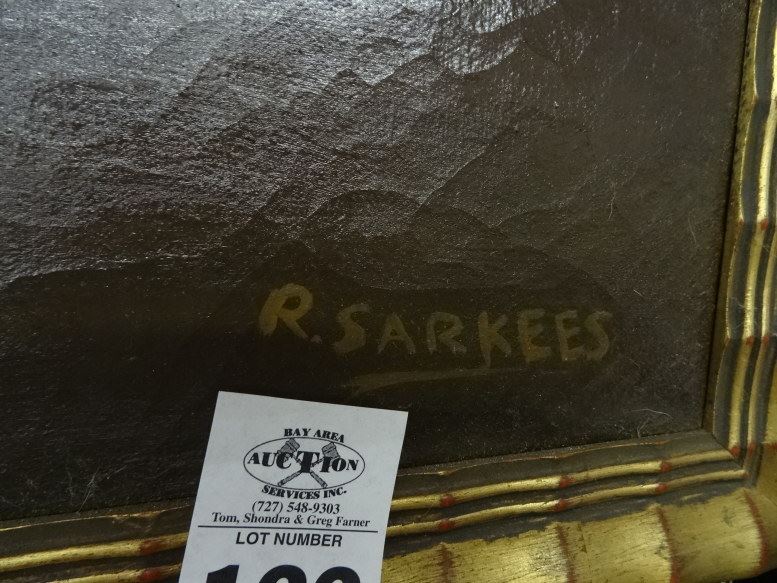 R. SARKEES
BAY AREA
AUCTION
SERVICES INC.
(727) 548-9303
Tom, Shondra & Greg Farner
LOT NUMBER